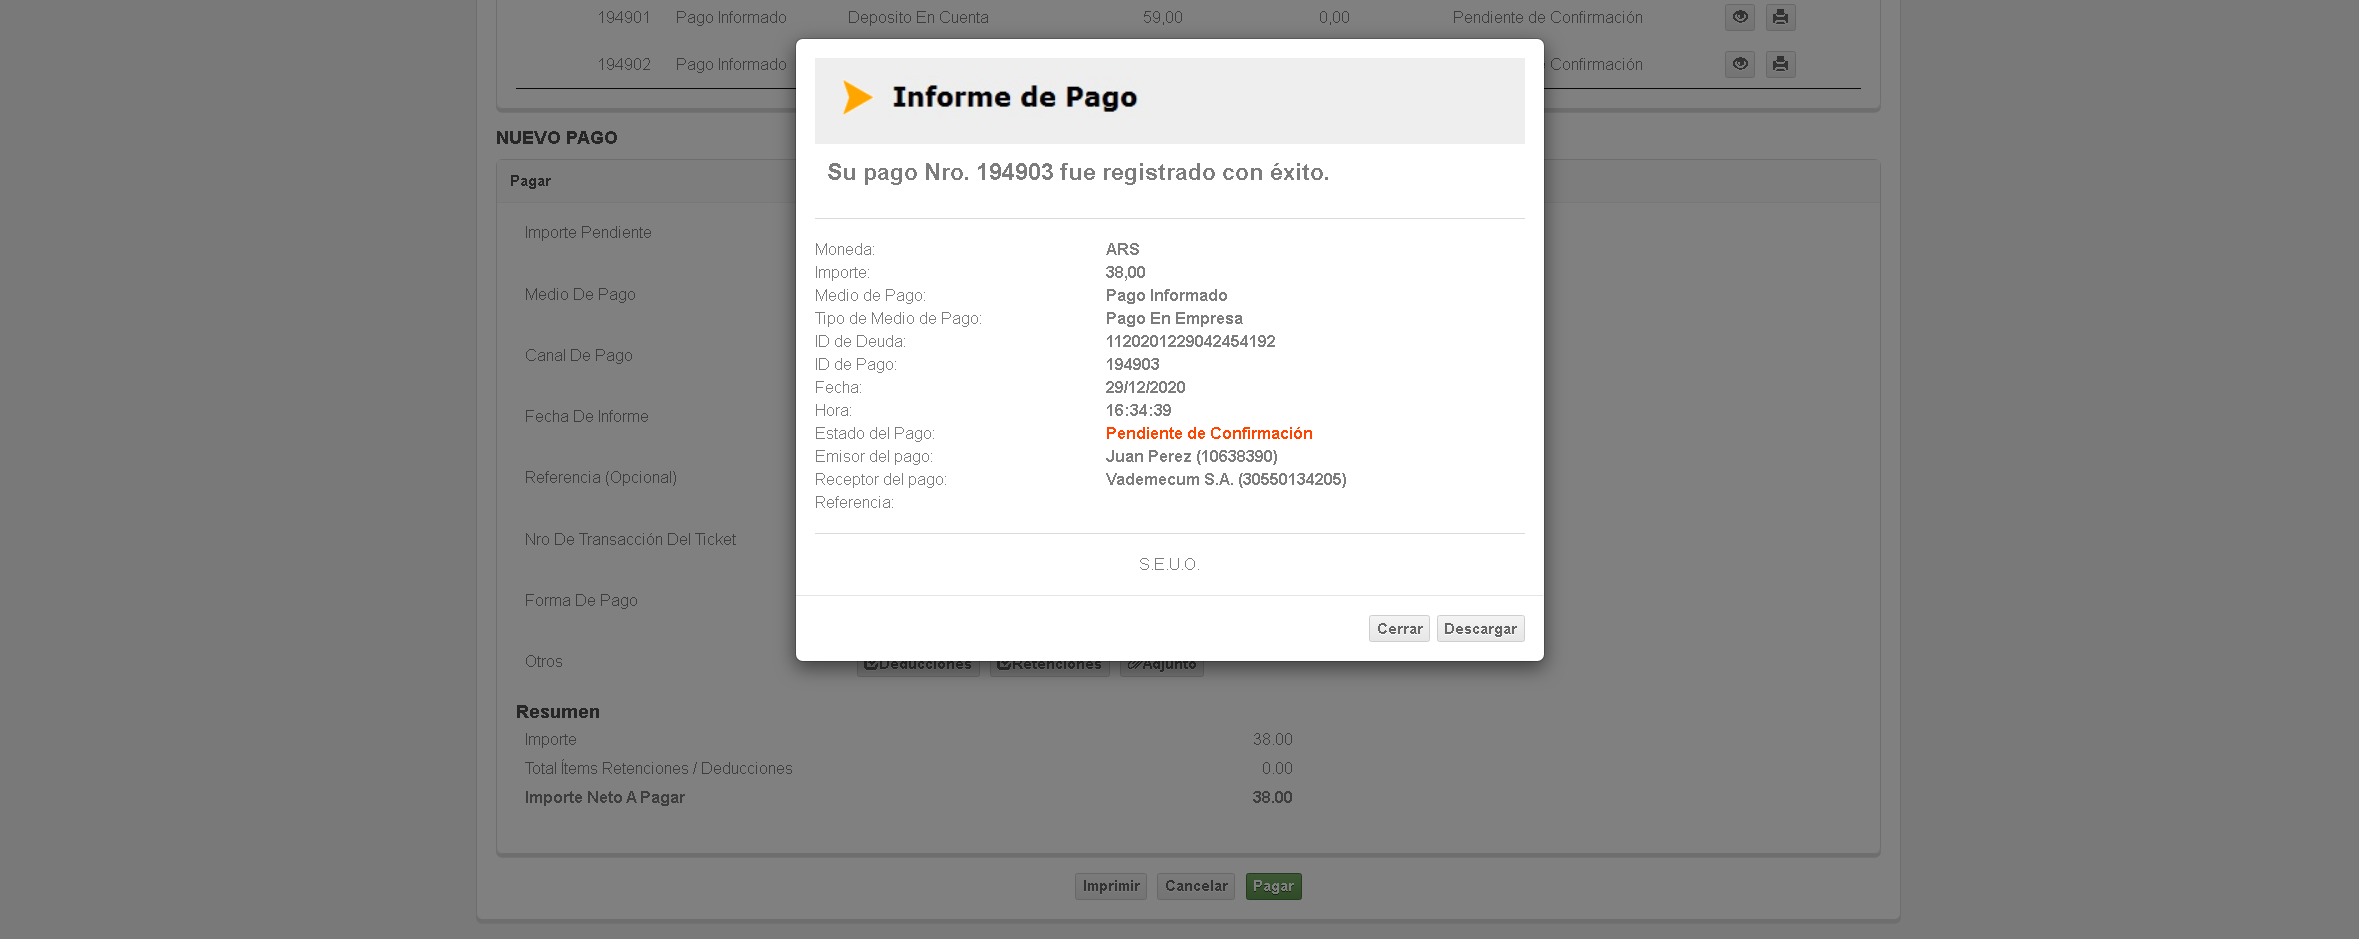 194901 Pago Informado Deposito En Cuenta 59,00 0,00 Pendiente de Confirmación
194902 Pago Informado Confirmación
NUEVO PAGO
Pagar
Importe Pendiente
Medio De Pago
Canal De Pago
Fecha De Informe
Referencia (Opcional)
Nro De Transacción Del Ticket
Forma De Pago
Otros Deducciones Retenciones Adjunto
Resumen
Importe 38.00
Total Ítems Retenciones / Deducciones 0.00
Importe Neto A Pagar 38.00
Imprimir Cancelar Pagar
Informe de Pago
Su pago Nro. 194903 fue registrado con éxito.
Moneda: ARS
Importe: 38,00
Medio de Pago: Pago Informado
Tipo de Medio de Pago: Pago En Empresa
ID de Deuda: 1120201229042454192
ID de Pago: 194903
Fecha: 29/12/2020
Hora: 16:34:39
Estado del Pago: Pendiente de Confirmación
Emisor del pago: Juan Perez (10638390)
Receptor del pago: Vademecum S.A. (30550134205)
Referencia:
S.E.U.O.
Cerrar Descargar